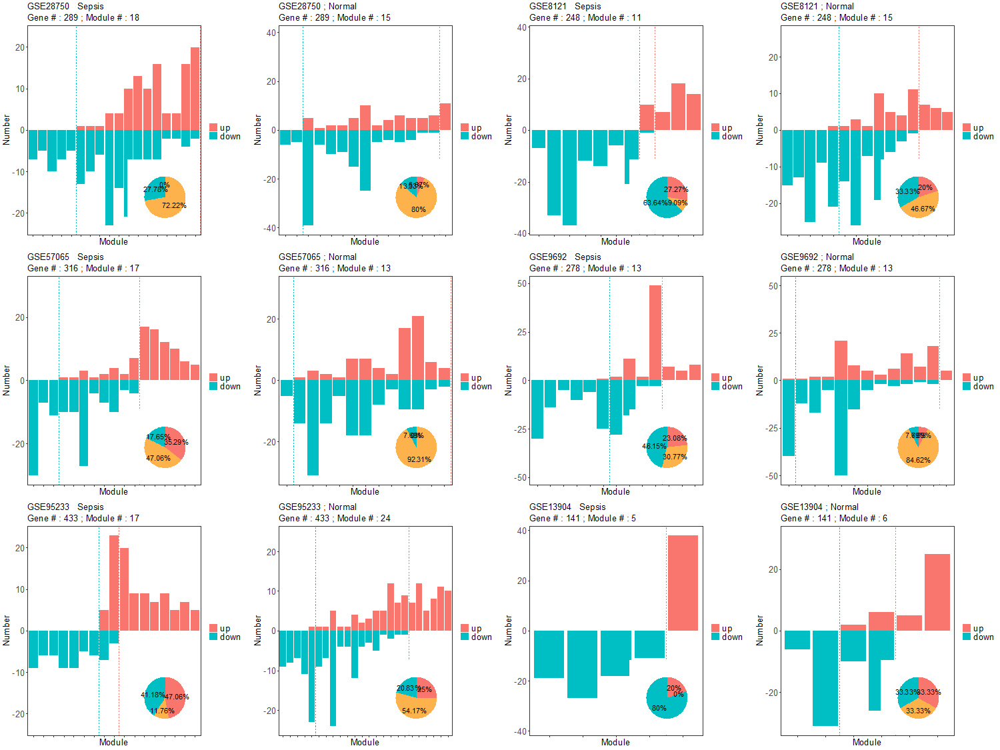 GSE28750 Sepsis
Gene # : 289 ; Module # : 18
20
10
0
-10
-20
Number
Module
up
down
0%
27.78%
72.22%
GSE28750 ; Normal
Gene # : 289 ; Module # : 15
40
20
0
-20
-40
Number
Module
up
down
13.33%
80%
GSE8121 Sepsis
Gene # : 248 ; Module # : 11
40
20
0
-20
-40
Number
Module
up
down
27.27%
63.64%
9.09%
GSE8121 ; Normal
Gene # : 248 ; Module # : 15
20
10
0
-10
-20
Number
Module
up
down
20%
33.33%
46.67%
GSE57065 Sepsis
Gene # : 316 ; Module # : 17
20
0
-20
Number
Module
up
down
17.65%
35.29%
47.06%
GSE57065 ; Normal
Gene # : 316 ; Module # : 13
20
0
-20
Number
Module
up
down
92.31%
GSE9692 Sepsis
Gene # : 278 ; Module # : 13
50
25
0
-25
-50
Number
Module
up
down
23.08%
46.15%
30.77%
GSE9692 ; Normal
Gene # : 278 ; Module # : 13
50
25
0
-25
-50
Number
Module
up
down
84.62%
GSE95233 Sepsis
Gene # : 433 ; Module # : 17
20
10
0
-10
-20
Number
Module
up
down
41.18%
47.06%
11.76%
GSE95233 ; Normal
Gene # : 433 ; Module # : 24
20
10
0
-10
-20
Number
Module
up
down
20.83%
25%
54.17%
GSE13904 Sepsis
Gene # : 141 ; Module # : 5
40
20
0
-20
-40
Number
Module
up
down
20%
0%
80%
GSE13904 ; Normal
Gene # : 141 ; Module # : 6
20
0
-20
Number
Module
up
down
33.33%
33.33%
33.33%